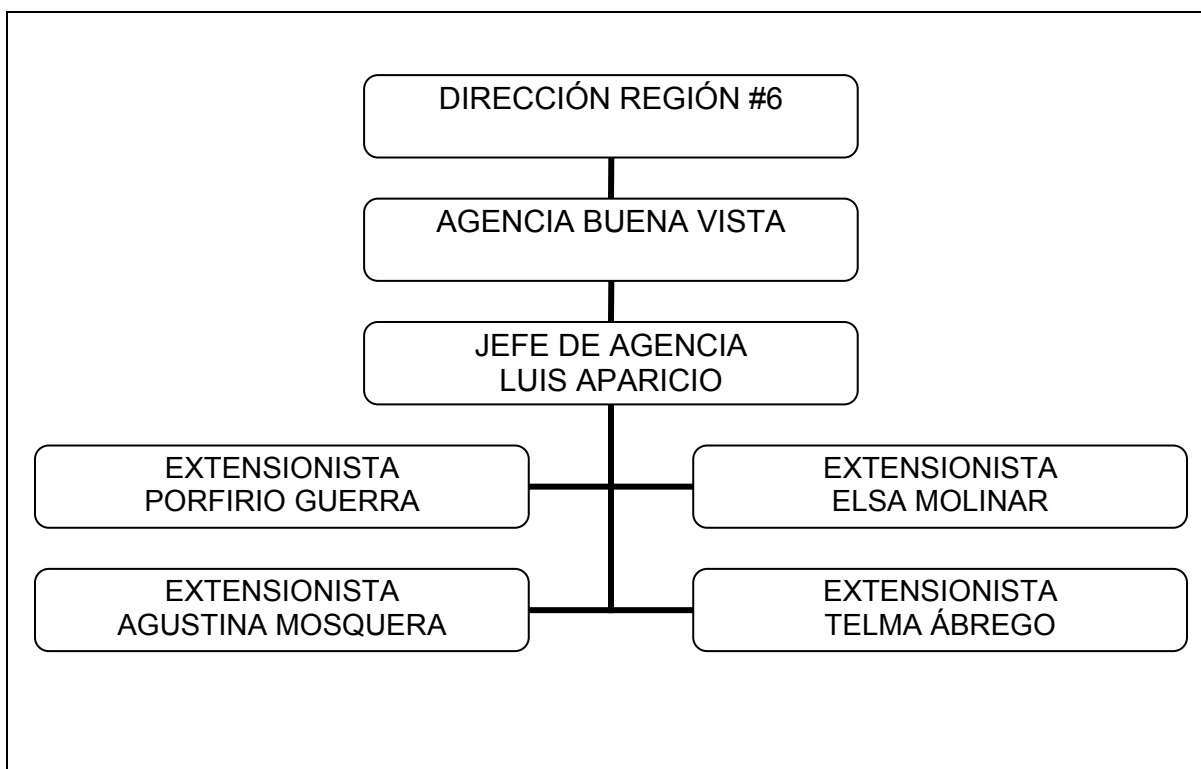 DIRECCIÓN REGIÓN #6
AGENCIA BUENA VISTA
JEFE DE AGENCIA
LUIS APARICIO
EXTENSIONISTA
PORFIRIO GUERRA
EXTENSIONISTA
ELSA MOLINAR
EXTENSIONISTA
AGUSTINA MOSQUERA
EXTENSIONISTA
TELMA ÁBREGO